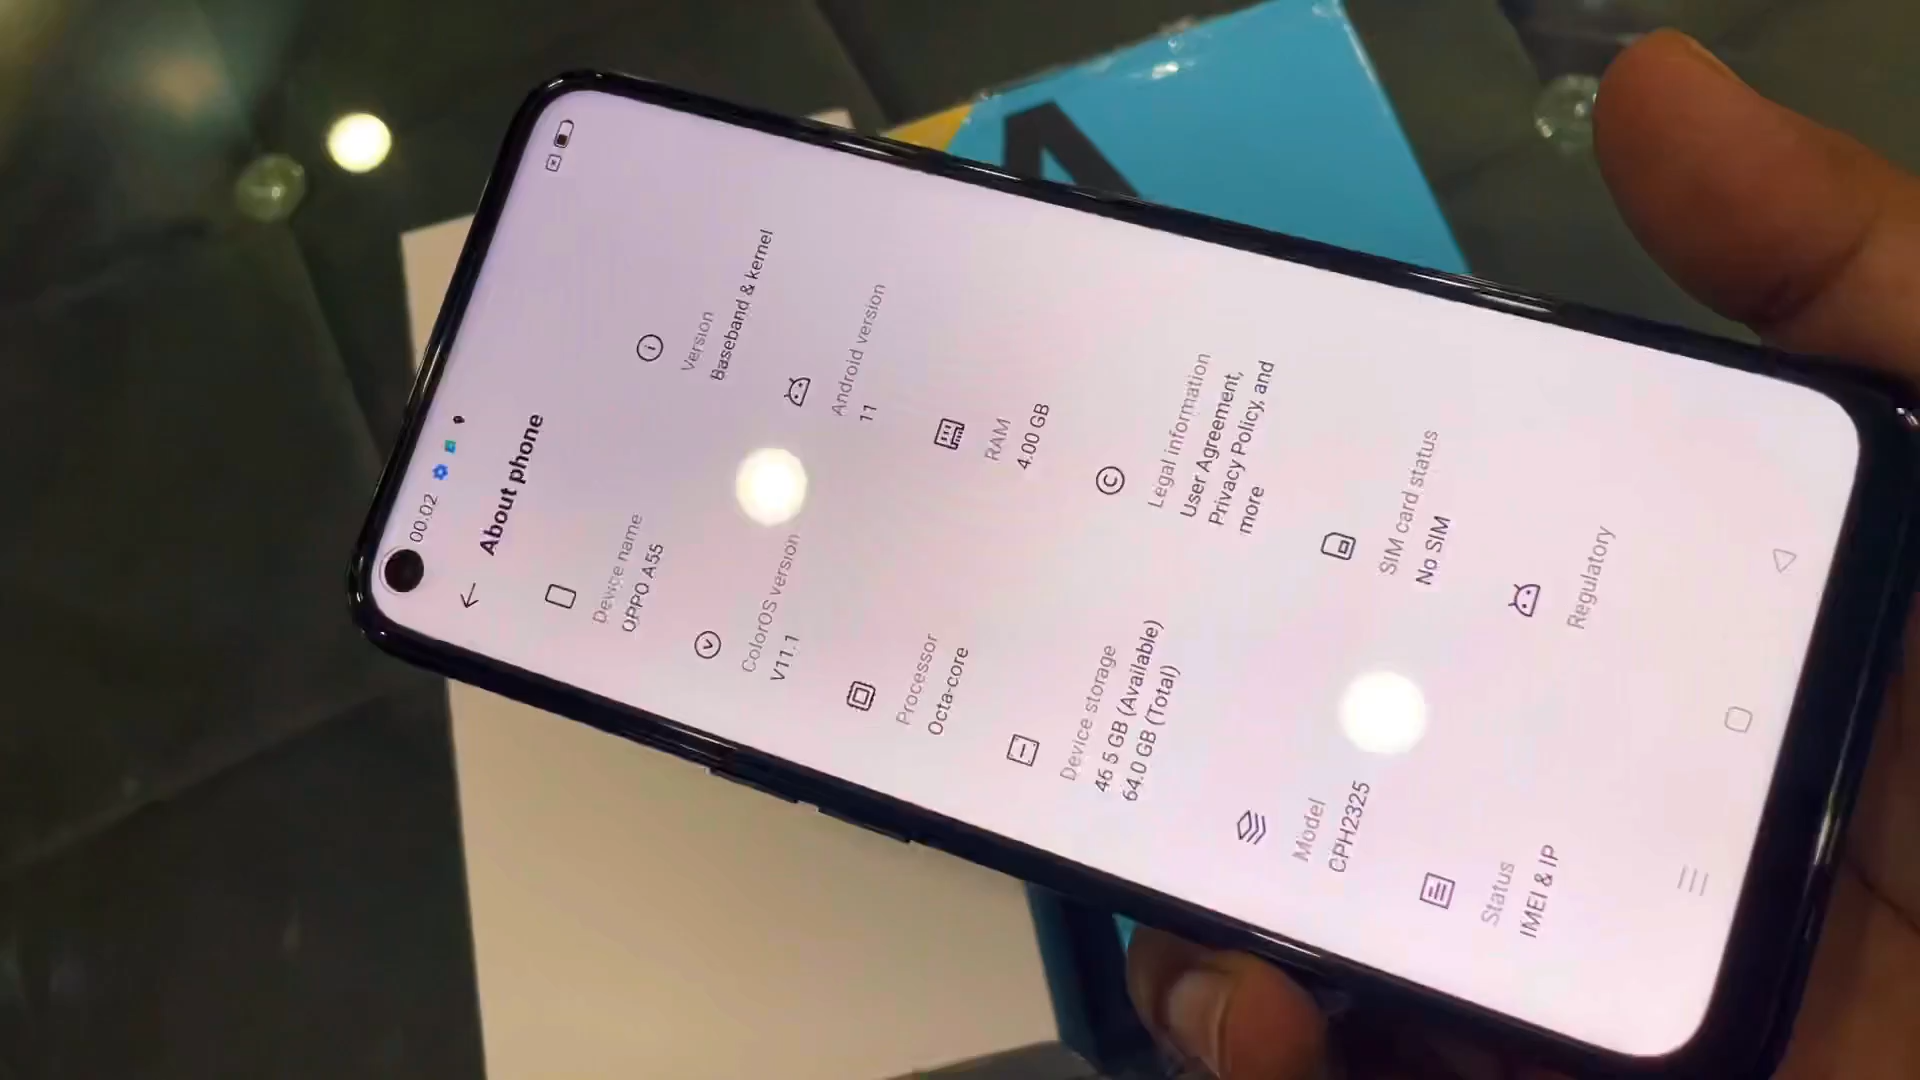 00:02
About phone
Device name
OPPO A55
Version
Baseband & kernel
ColorOS version
V11.1
Android version
11
Processor
Octa-core
RAM
4.00 GB
Device storage
46.5 GB (Available)
64.0 GB (Total)
Legal information
User Agreement,
Privacy Policy, and
more
Model
CPH2325
SIM card status
No SIM
Status
IMEI & IP
Regulatory
A